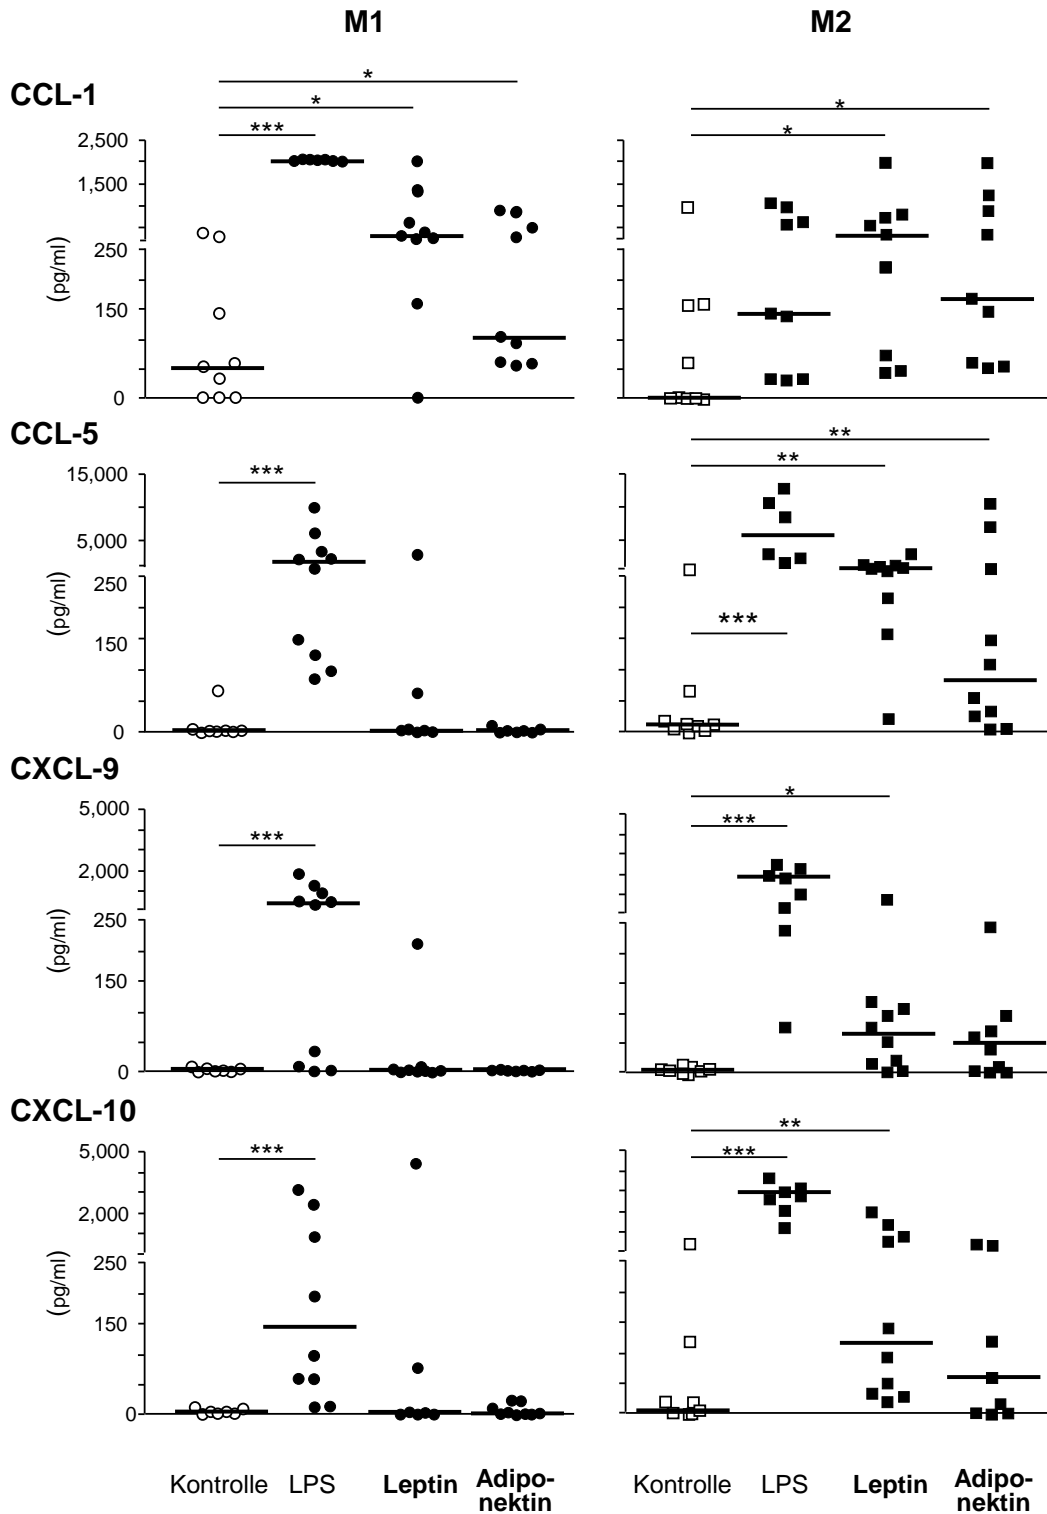 M1
M2
CCL-1
*
*
***
*
*
2,500
1,500
250
150
0
(pg/ml)
CCL-5
***
**
**
***
15,000
5,000
250
150
0
(pg/ml)
CXCL-9
***
*
***
5,000
2,000
250
150
0
(pg/ml)
CXCL-10
***
**
***
5,000
2,000
250
150
0
(pg/ml)
Kontrolle
LPS
Leptin
Adipo-
nektin
Kontrolle
LPS
Leptin
Adipo-
nektin